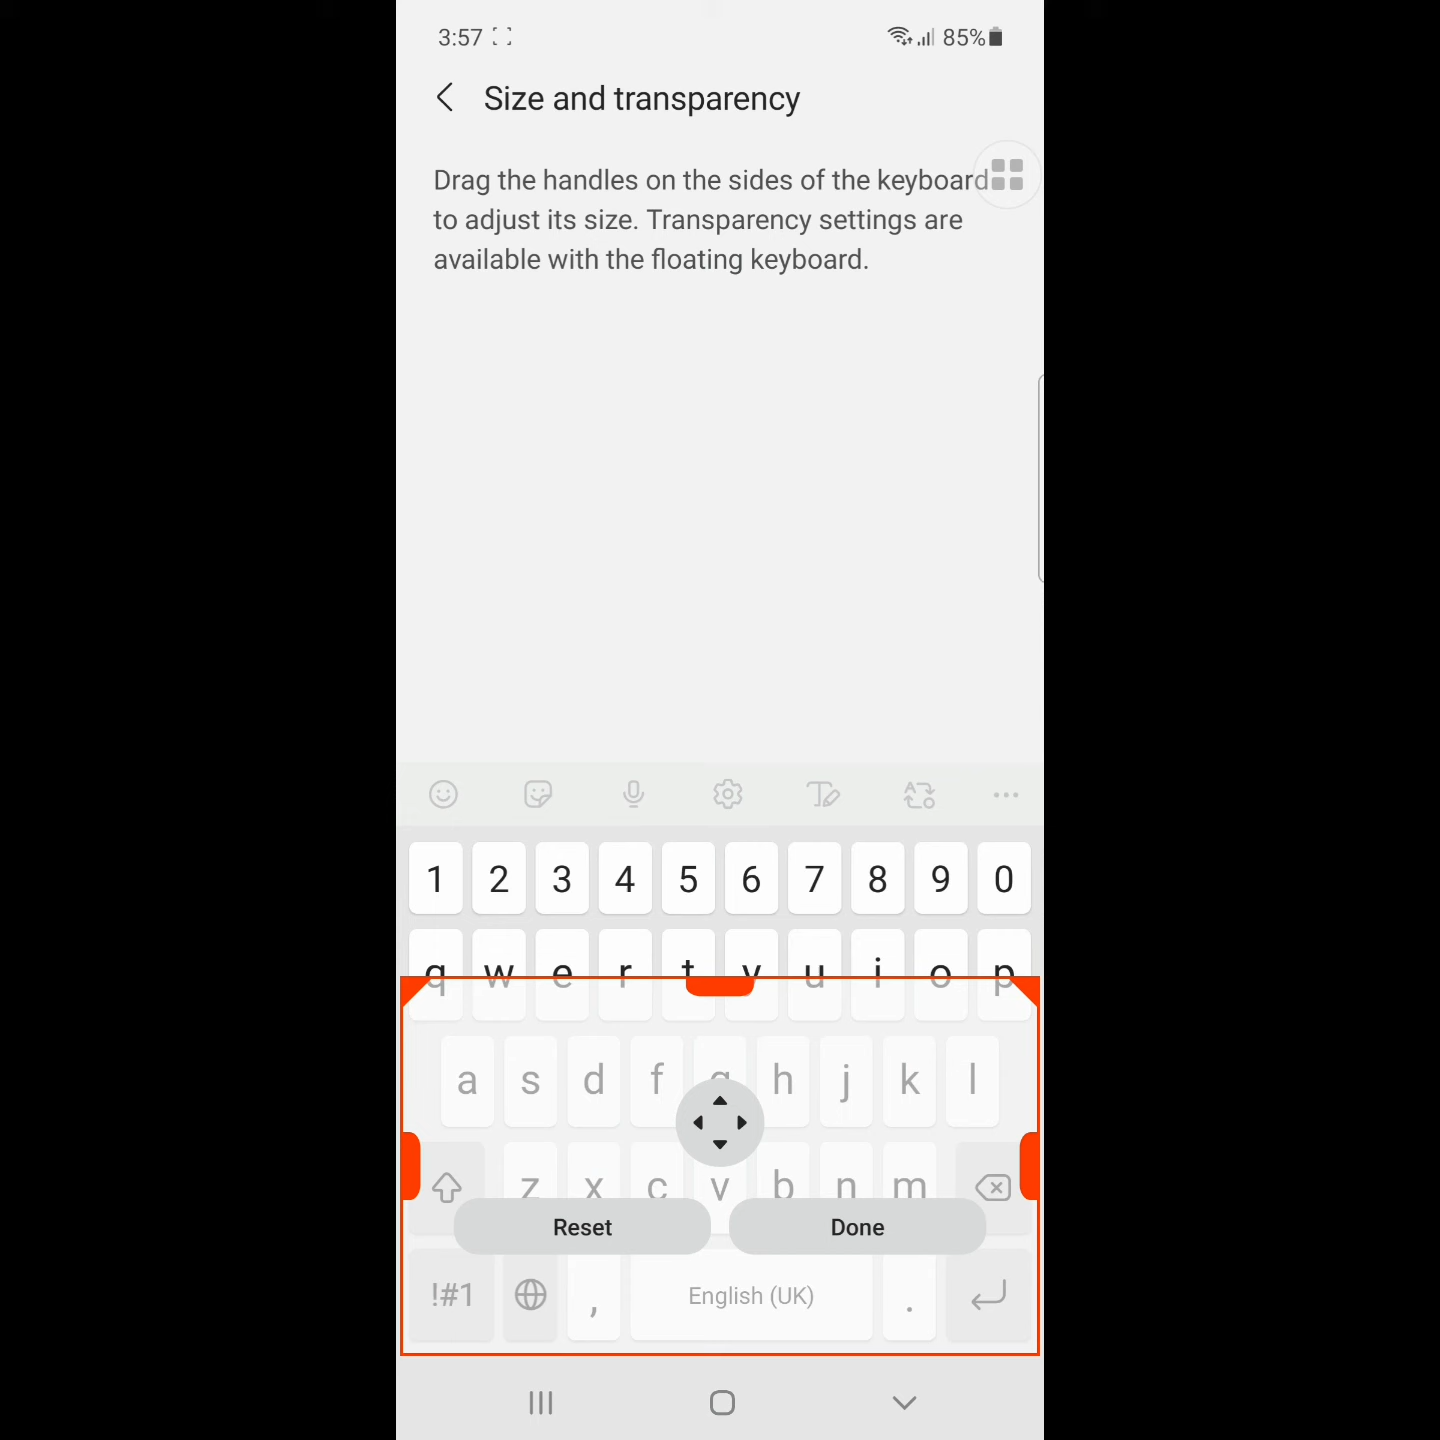 3:57 85%
Size and transparency
Drag the handles on the sides of the keyboard
to adjust its size. Transparency settings are
available with the floating keyboard.
1 2 3 4 5 6 7 8 9 0
q w e r t y u i o p
a s d f g h j k l
z x c v b n m
Reset Done
!#1 , English (UK) .